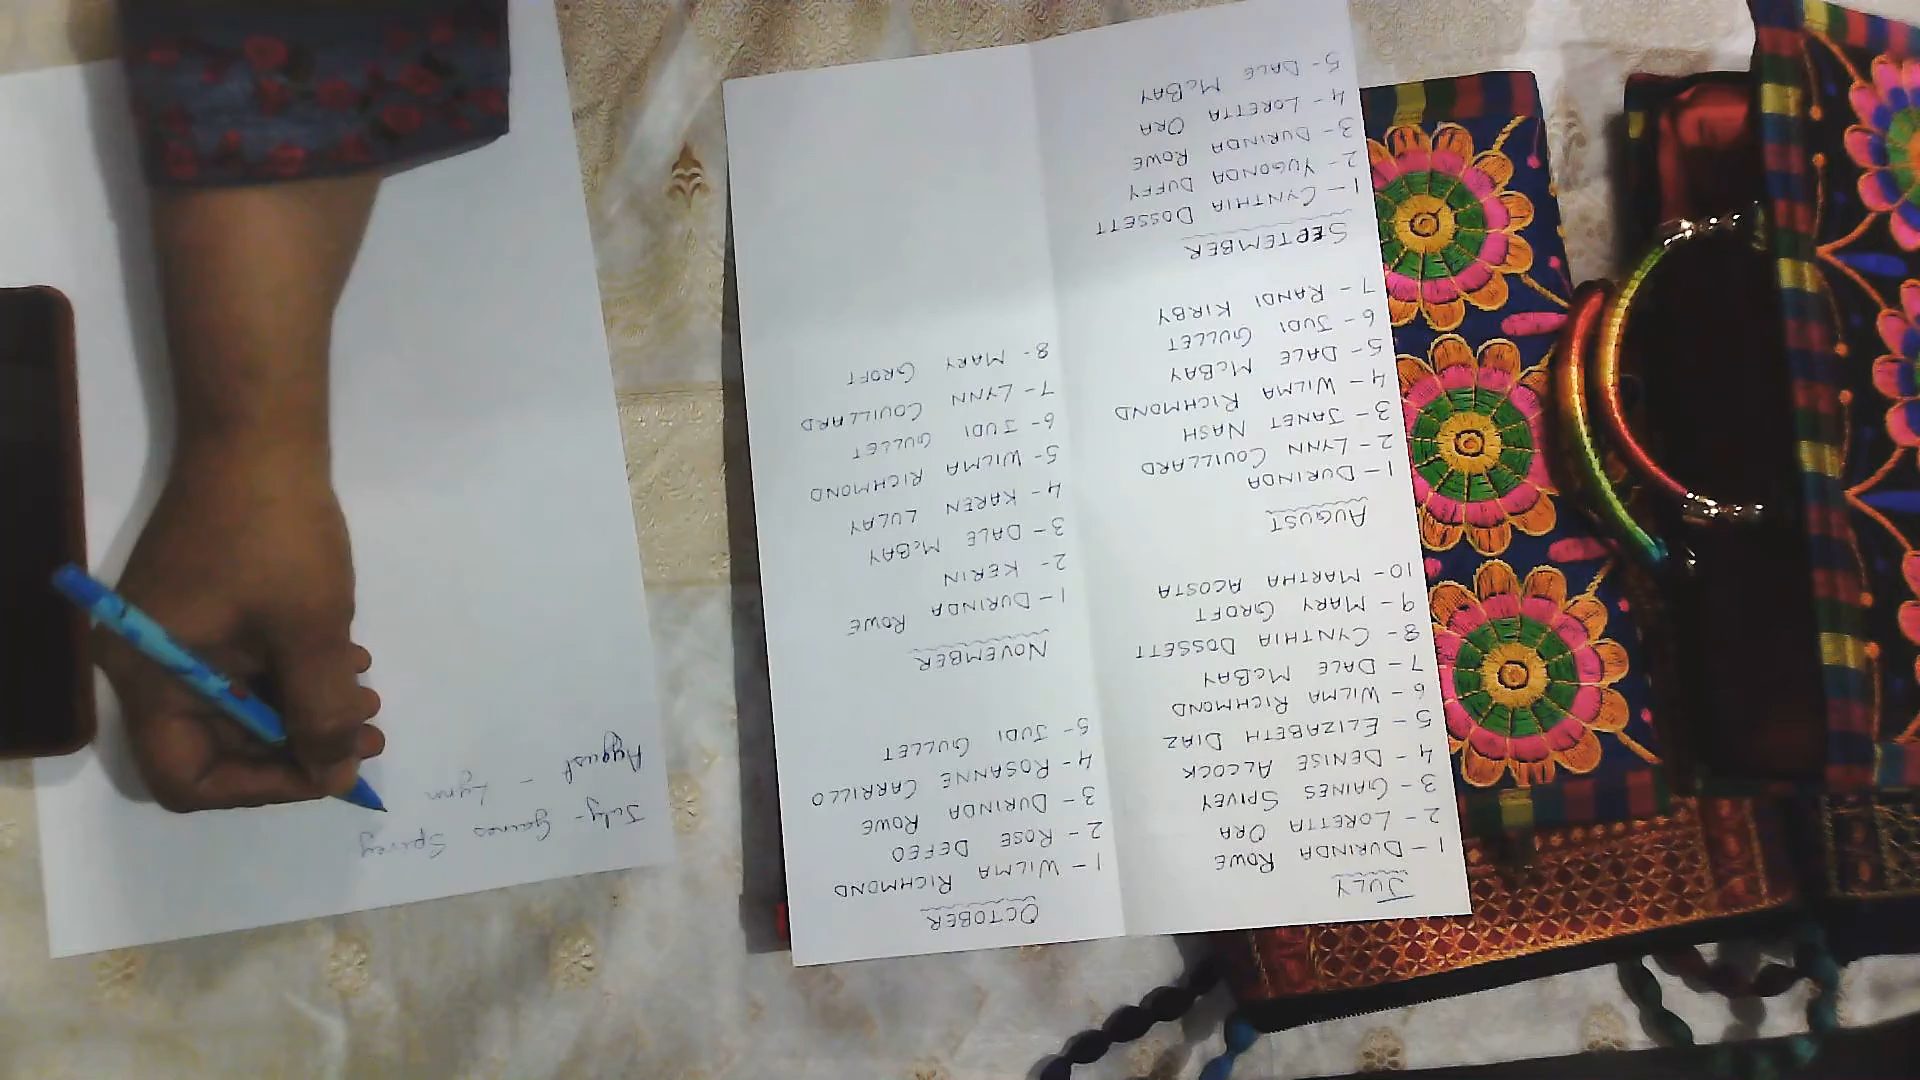 JULY
1 - DURINDA ROWE
2 - LORETTA ORA
3 - GAINES SPIVEY
4 - DENISE ALCOCK
5 - ELIZABETH DIAZ
6 - WILMA RICHMOND
7 - DALE McBAY
8 - CYNTHIA DOSSETT
9 - MARY GROFT
10 - MARTHA ACOSTA
AUGUST
1 - DURINDA
2 - LYNN COUILLARD
3 - JANET NASH
4 - WILMA RICHMOND
5 - DALE McBAY
6 - JUDI GULLET
7 - RANDI KIRBY
SEPTEMBER
1 - CYNTHIA DOSSETT
2 - YUGONDA DUFFY
3 - DURINDA ROWE
4 - LORETTA ORA
5 - DALE McBAY
OCTOBER
1 - WILMA RICHMOND
2 - ROSE DEFEO
3 - DURINDA ROWE
4 - ROSANNE CARRILLO
5 - JUDI GULLET
NOVEMBER
1 - DURINDA ROWE
2 - KERIN
3 - DALE McBAY
4 - KAREN LULAY
5 - WILMA RICHMOND
6 - JUDI GULLET
7 - LYNN COUILLARD
8 - MARY GROFT
July - Gaines Spivey
August - Lynn